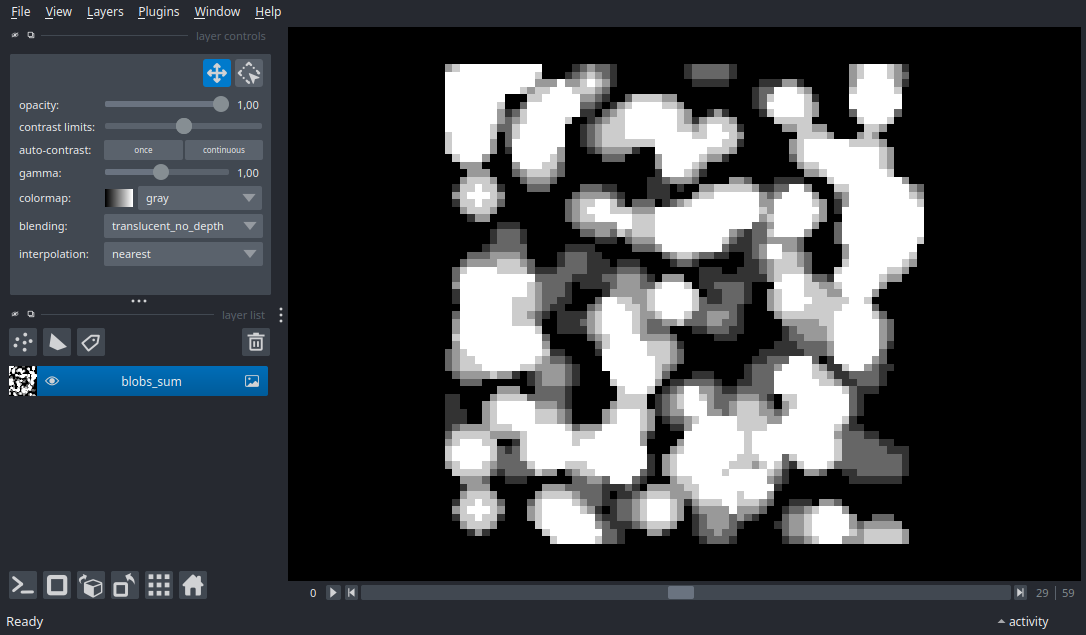 File View Layers Plugins Window Help
layer controls
opacity: 1,00
contrast limits:
auto-contrast: once continuous
gamma: 1,00
colormap: gray
blending: translucent_no_depth
interpolation: nearest
layer list
blobs_sum
0 29 59
Ready activity